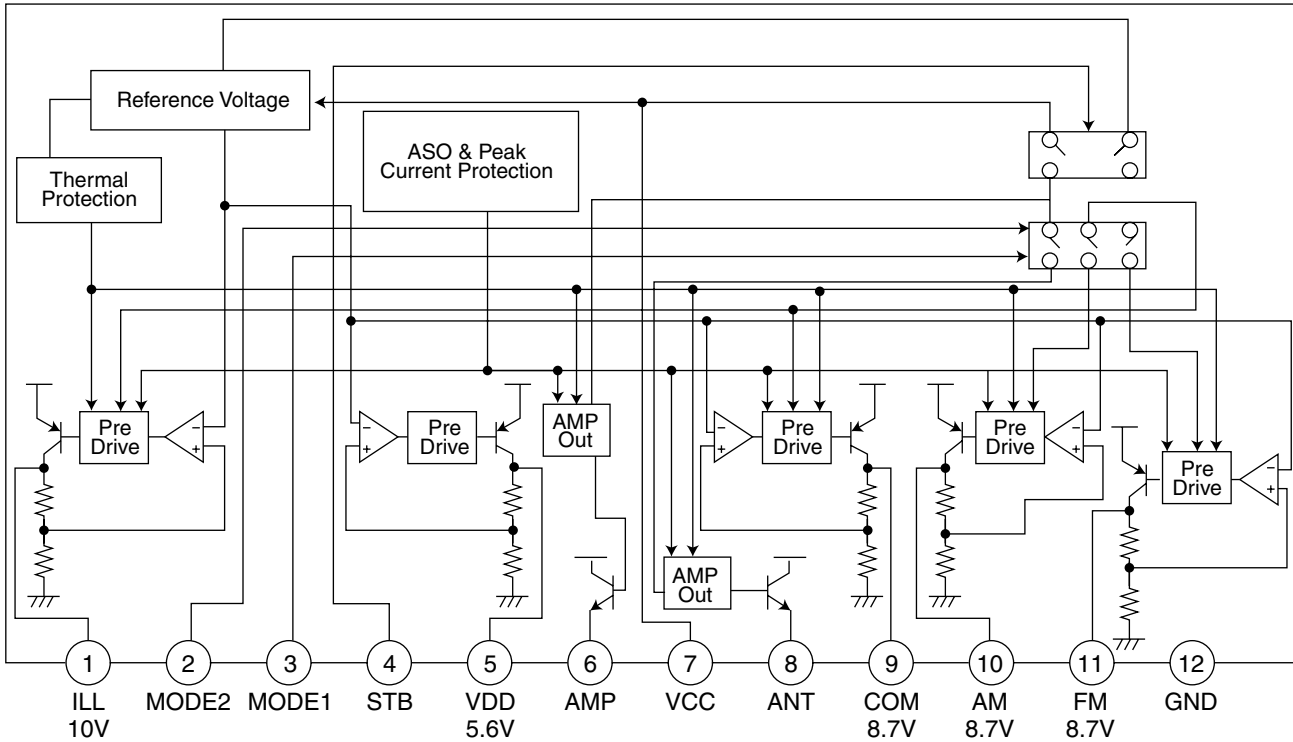 Reference Voltage
ASO & Peak
Current Protection
Thermal
Protection
Pre
Drive
−
+
−
+
Pre
Drive
AMP
Out
−
+
Pre
Drive
Pre
Drive
−
+
Pre
Drive
−
+
AMP
Out
1 2 3 4 5 6 7 8 9 10 11 12
ILL MODE2 MODE1 STB VDD AMP VCC ANT COM AM FM GND
10V 5.6V 8.7V 8.7V 8.7V